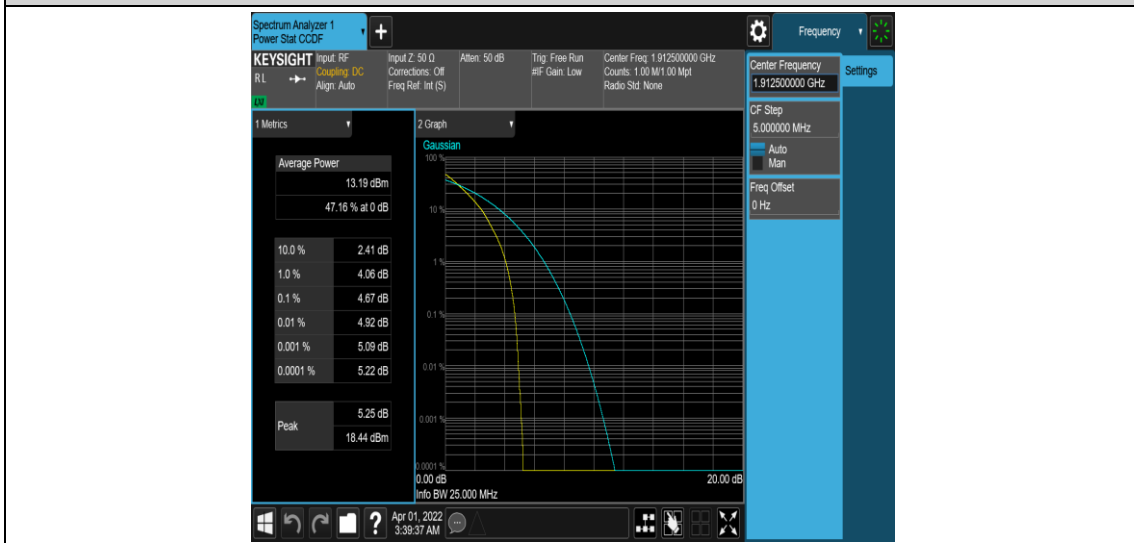 Spectrum Analyzer 1
Power Stat CCDF
+
Frequency
KEYSIGHT
RL
Input: RF
Coupling: DC
Align: Auto
Input Z: 50 Ω
Corrections: Off
Freq Ref: Int (S)
Atten: 50 dB
Trig: Free Run
#IF Gain: Low
Center Freq: 1.912500000 GHz
Counts: 1.00 M/1.00 Mpt
Radio Std: None
Center Frequency
1.912500000 GHz
Settings
CF Step
5.000000 MHz
Auto
Man
Freq Offset
0 Hz
1 Metrics
Average Power
13.19 dBm
47.16 % at 0 dB
10.0 % 2.41 dB
1.0 % 4.06 dB
0.1 % 4.67 dB
0.01 % 4.92 dB
0.001 % 5.09 dB
0.0001 % 5.22 dB
Peak
5.25 dB
18.44 dBm
2 Graph
Gaussian
100 %
10 %
1 %
0.1 %
0.01 %
0.001 %
0.0001 %
0.00 dB
20.00 dB
Info BW 25.000 MHz
?
Apr 01, 2022
3:39:37 AM